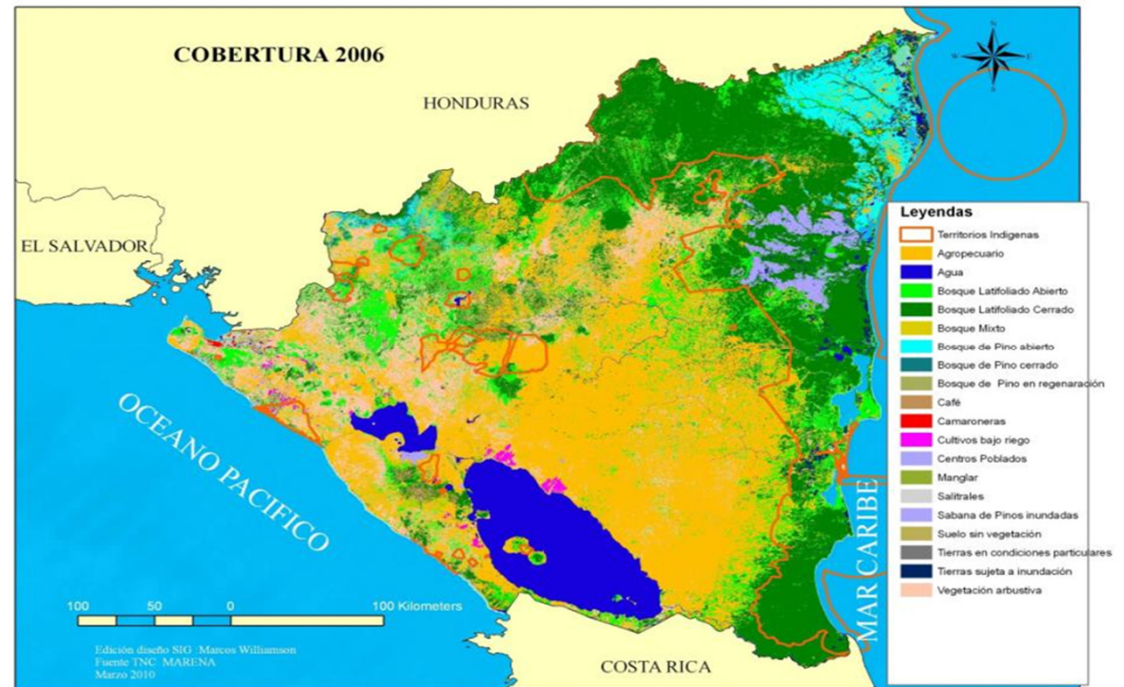 COBERTURA 2006
N
W
E
S
HONDURAS
EL SALVADOR
OCEANO PACIFICO
MAR CARIBE
COSTA RICA
100 50 0 100 Kilometers
Edición diseño SIG :Marcos Williamson
Fuente TNC MARENA
Marzo 2010
Leyendas
Territorios Indigenas
Agropecuario
Agua
Bosque Latifoliado Abierto
Bosque Latifoliado Cerrado
Bosque Mixto
Bosque de Pino abierto
Bosque de Pino cerrado
Bosque de Pino en regenaración
Café
Camaroneras
Cultivos bajo riego
Centros Poblados
Manglar
Salitrales
Sabana de Pinos inundadas
Suelo sin vegetación
Tierras en condiciones particulares
Tierras sujeta a inundación
Vegetación arbustiva